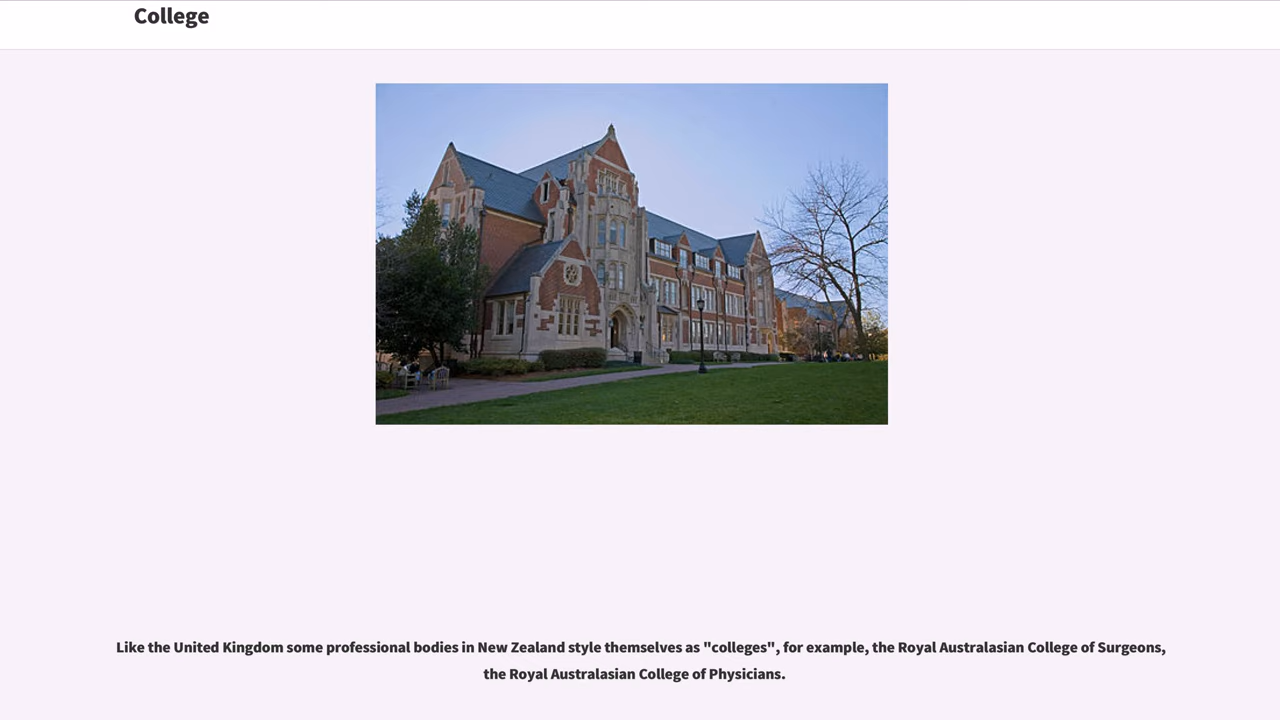 College
Like the United Kingdom some professional bodies in New Zealand style themselves as "colleges", for example, the Royal Australasian College of Surgeons,
the Royal Australasian College of Physicians.